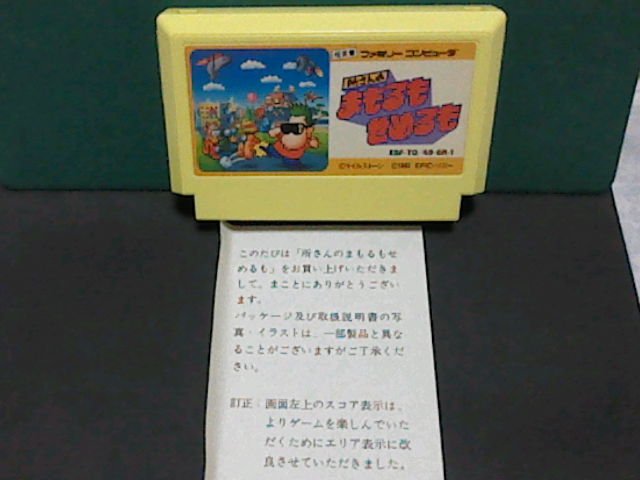 ファミリー コンピュータ
所さんの
まもるも
せめるも
このたびは「所さんのまもるもせ
めるも」をお買い上げいただきま
して、まことにありがとうござい
ます。
パッケージ及び取扱説明書の写
真・イラストは、一部製品と異な
ることがございますがご了承くだ
さい。
訂正:画面左上のスコア表示は、
よりゲームを楽しんでいた
だくためにエリア表示に改
良させていただきました。